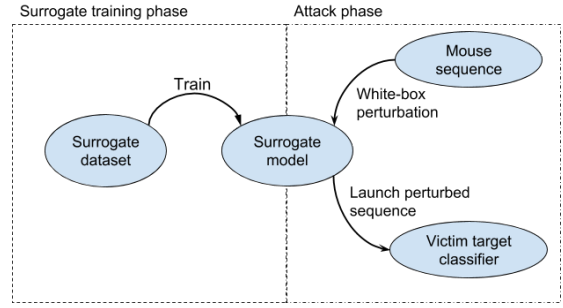 Surrogate training phase
Attack phase
Mouse
sequence
Train
White-box
perturbation
Surrogate
dataset
Surrogate
model
Launch perturbed
sequence
Victim target
classifier